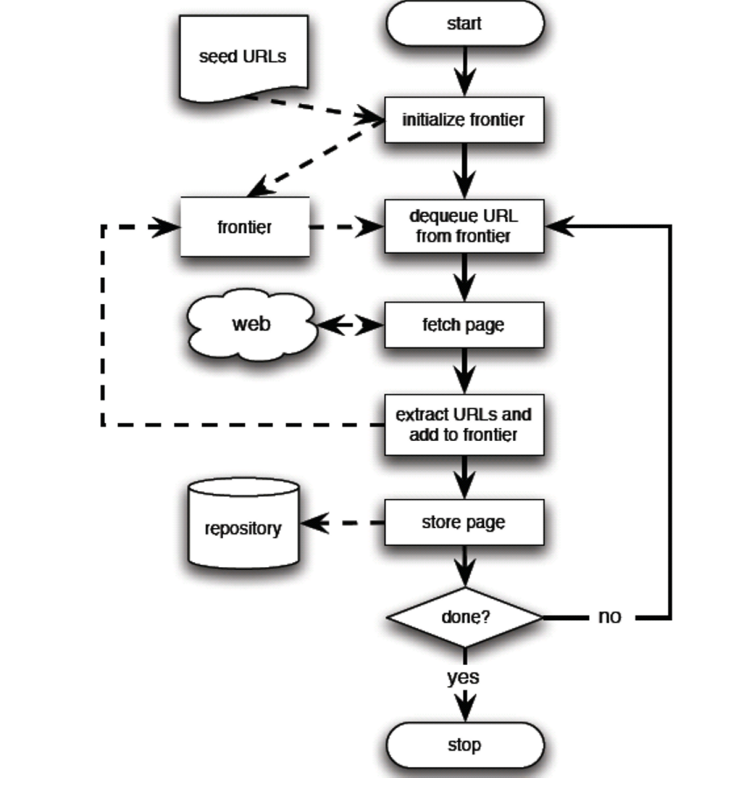 start
seed URLs
initialize frontier
frontier
dequeue URL
from frontier
web
fetch page
extract URLs and
add to frontier
repository
store page
done?
no
yes
stop